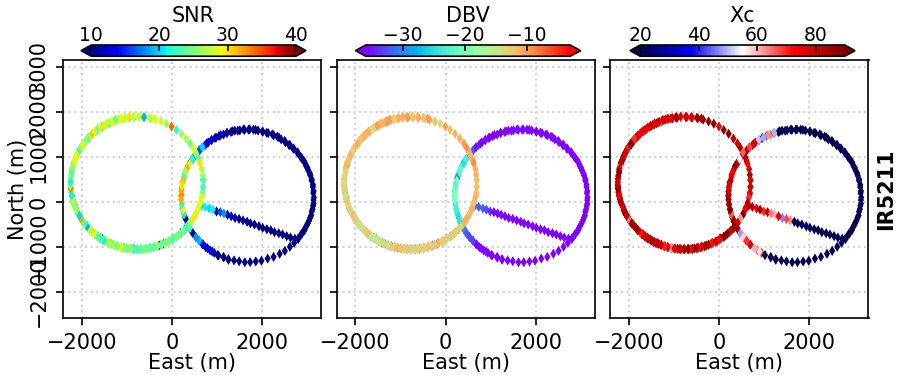 SNR DBV Xc
10 20 30 40 −30 −20 −10 20 40 60 80
3000
2000
1000
0
−1000
−2000
North (m)
IR5211
−2000 0 2000 −2000 0 2000 −2000 0 2000
East (m) East (m) East (m)